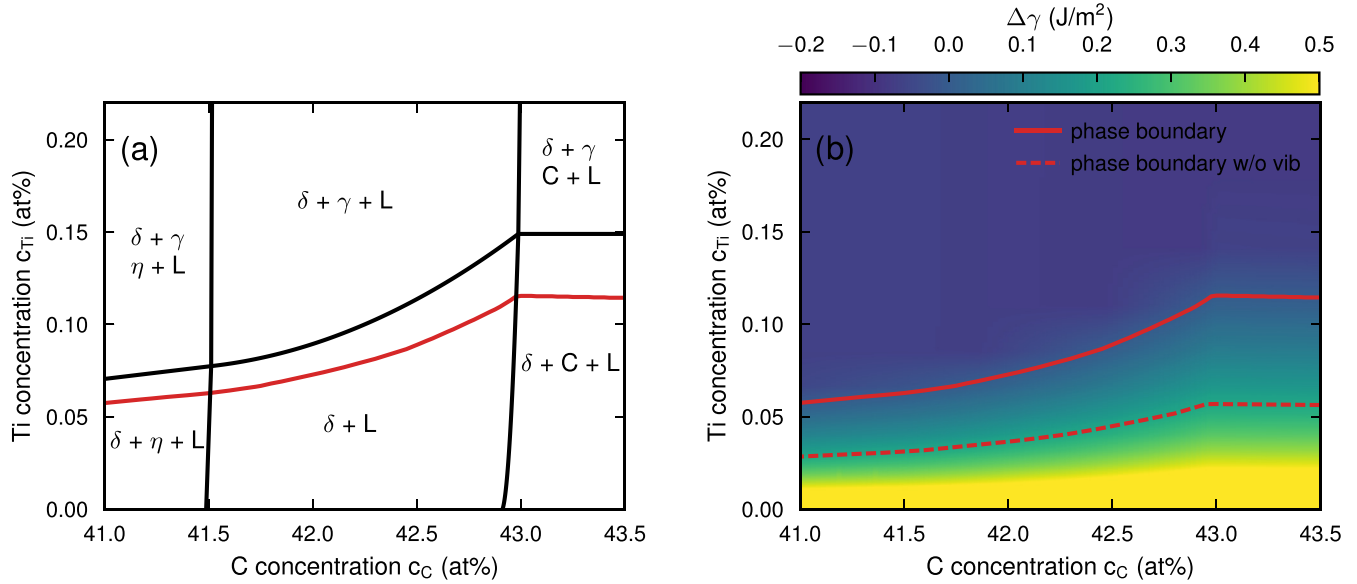 Δγ (J/m²)
−0.2 −0.1 0.0 0.1 0.2 0.3 0.4 0.5
(a)
0.20
0.15
0.10
0.05
0.00
Ti concentration c_Ti (at%)
δ + γ
η + L
δ + γ + L
δ + γ
C + L
δ + η + L
δ + L
δ + C + L
41.0 41.5 42.0 42.5 43.0 43.5
C concentration c_C (at%)
(b)
phase boundary
phase boundary w/o vib
0.20
0.15
0.10
0.05
0.00
Ti concentration c_Ti (at%)
41.0 41.5 42.0 42.5 43.0 43.5
C concentration c_C (at%)